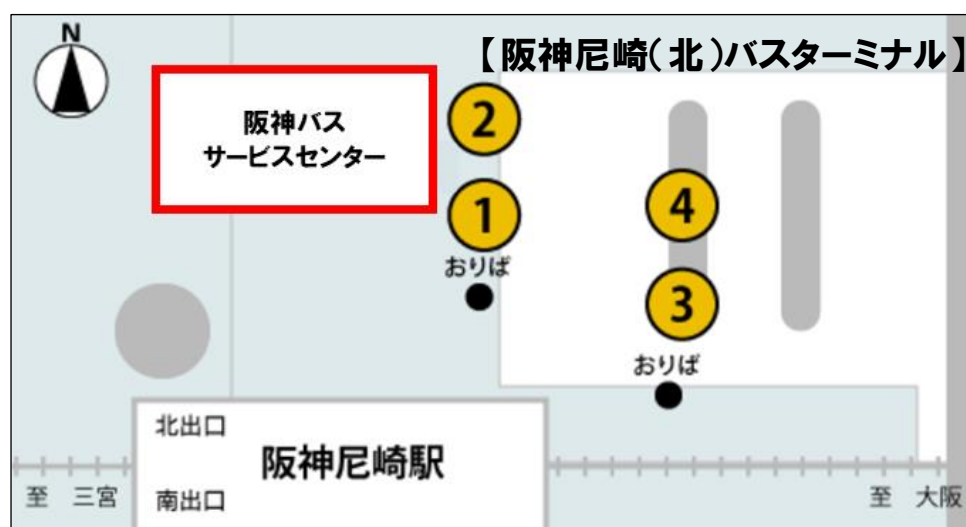 N
【阪神尼崎(北)バスターミナル】
阪神バス
サービスセンター
2
1
おりば
4
3
おりば
北出口
阪神尼崎駅
南出口
至 三宮
至 大阪